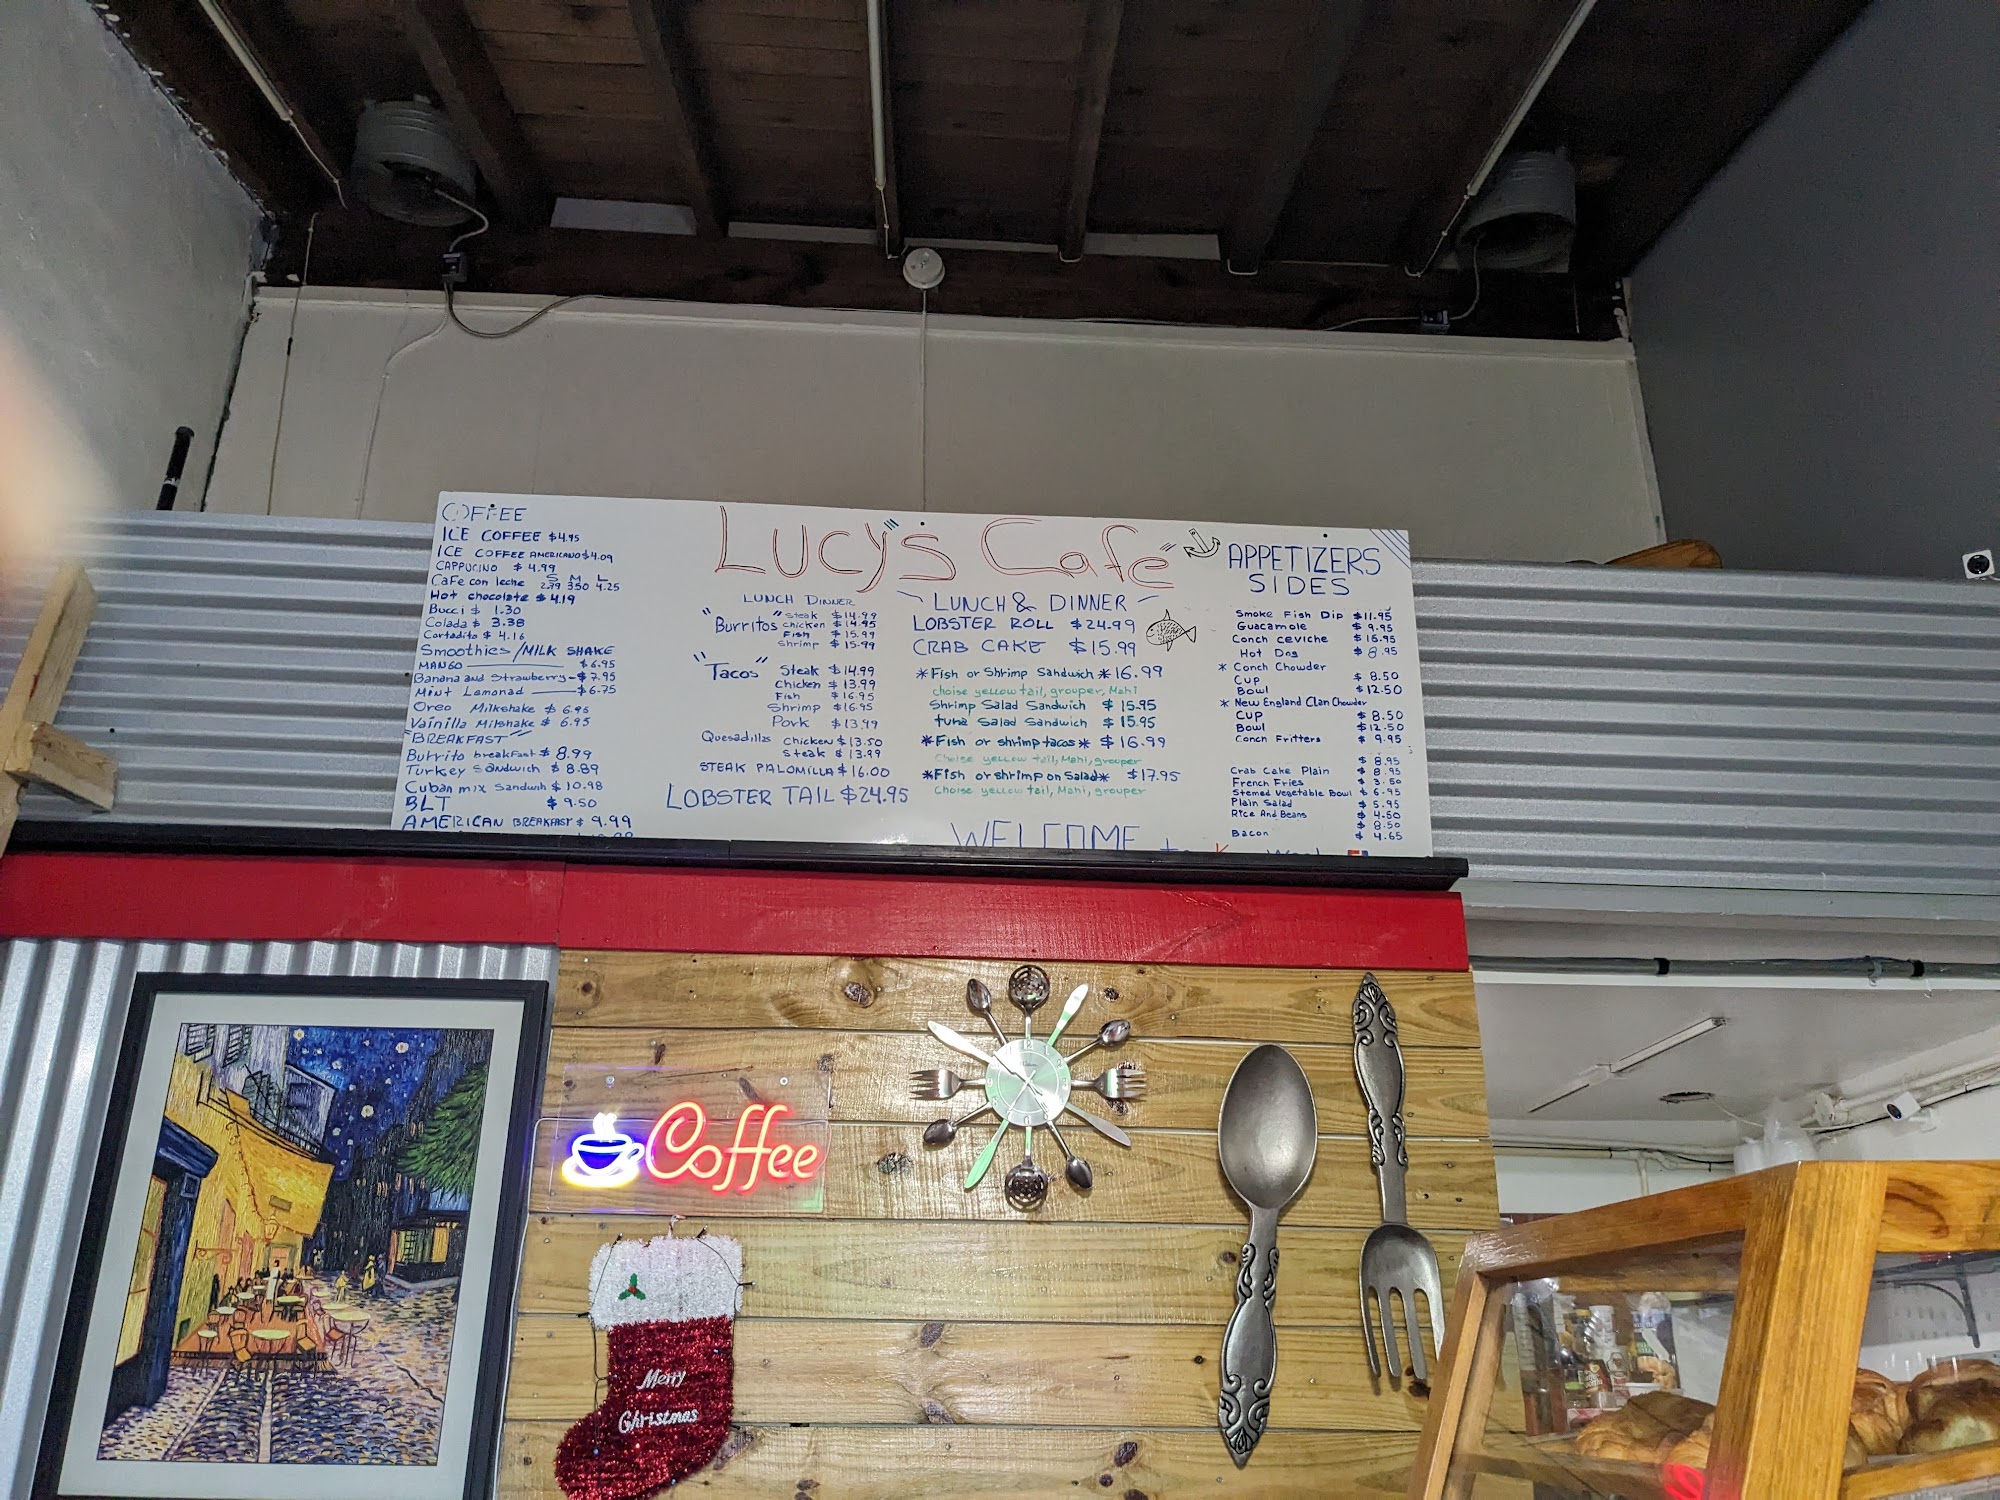 COFFEE
ICE COFFEE $4.95
ICE COFFEE AMERICANO $4.09
CAPPUCINO $4.99
S M L
Cafe con leche 2.79 3.50 4.25
Hot chocolate $4.19
Bucci $ 1.30
Colada $ 3.38
Cortadito $ 4.16
Smoothies/MILK SHAKE
MANGO $6.95
Banana and Strawberry - $7.95
Mint Lemonad $6.75
Oreo Milkshake $ 6.95
Vainilla Milkshake $ 6.95
"BREAKFAST"
Burrito breakfast $ 8.99
Turkey Sandwich $ 8.89
Cuban mix Sandwish $10.98
BLT $9.50
AMERICAN BREAKFAST $ 9.99
LUCY'S Cafe
LUNCH DINNER
"Burritos" Steak $14.99
Chicken $14.95
Fish $15.99
Shrimp $15.99
"Tacos" Steak $14.99
Chicken $13.99
Fish $16.95
Shrimp $16.95
Pork $13.99
Quesadillas Chicken $13.50
Steak $13.99
STEAK PALOMILLA $16.00
LOBSTER TAIL $24.95
LUNCH & DINNER
LOBSTER ROLL $24.99
CRAB CAKE $15.99
*Fish or Shrimp Sandwich* 16.99
choise yellow tail, grouper, Mahi
Shrimp Salad Sandwich $15.95
tuna Salad Sandwich $15.95
*Fish or shrimp tacos* $16.99
Choise yellow tail, Mahi, grouper
*Fish or shrimp on Salad* $17.95
Choise yellow tail, Mahi, grouper
WELCOME to Key West
APPETIZERS
SIDES
Smoke Fish Dip $11.95
Guacamole $9.95
Conch ceviche $15.95
Hot Dog $8.95
* Conch Chowder
Cup $8.50
Bowl $12.50
* New England Clan Chowder
Cup $8.50
Bowl $12.50
Conch Fritters $9.95
$8.95
Crab Cake Plain $8.95
French Fries $3.50
Stemed Vegetable Bowl $6.95
Plain Salad $5.95
Rice And Beans $4.50
$8.50
Bacon $4.65
Coffee
Merry
Christmas